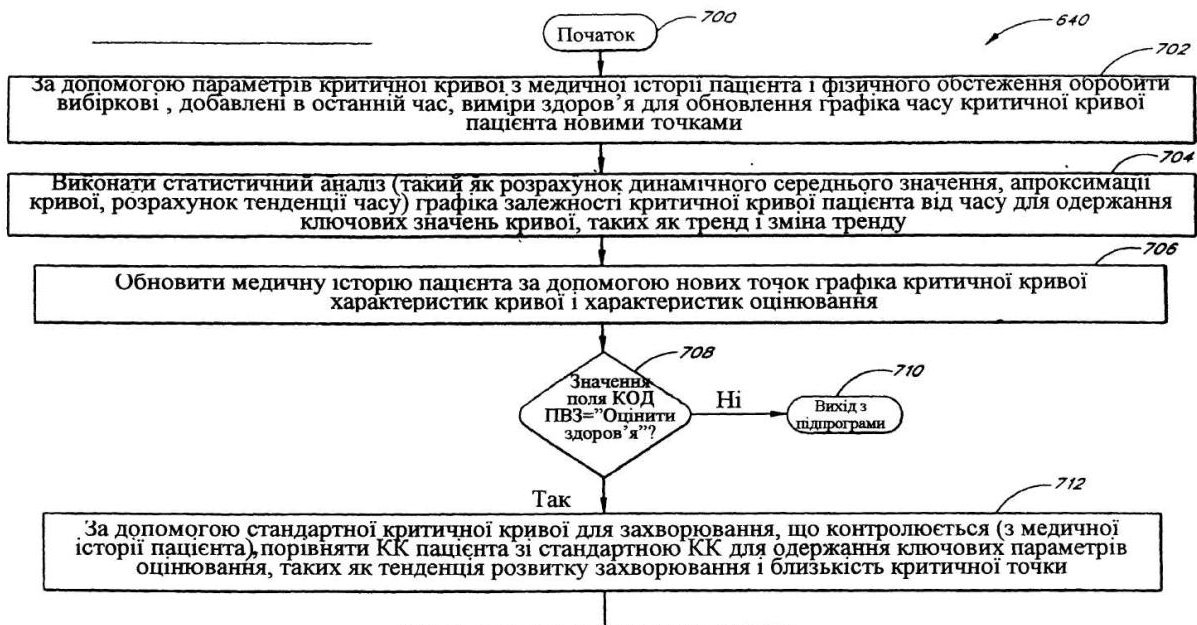 700
Початок
640
702
За допомогою параметрів критичної кривої з медичної історії пацієнта і фізичного обстеження обробити
вибіркові , добавлені в останній час, виміри здоров'я для обновлення графіка часу критичної кривої
пацієнта новими точками
704
Виконати статистичний аналіз (такий як розрахунок динамічного середнього значення, апроксимації
кривої, розрахунок тенденції часу) графіка залежності критичної кривої пацієнта від часу для одержання
ключових значень кривої, таких як тренд і зміна тренду
706
Обновити медичну історію пацієнта за допомогою нових точок графіка критичної кривої
характеристик кривої і характеристик оцінювання
708
Значення
поля КОД
ПВЗ="Оцінити
здоров'я"?
Ні
710
Вихід з
підпрограми
Так
712
За допомогою стандартної критичної кривої для захворювання, що контролюється (з медичної
історії пацієнта), порівняти КК пацієнта зі стандартною КК для одержання ключових параметрів
оцінювання, таких як тенденція розвитку захворювання і близькість критичної точки